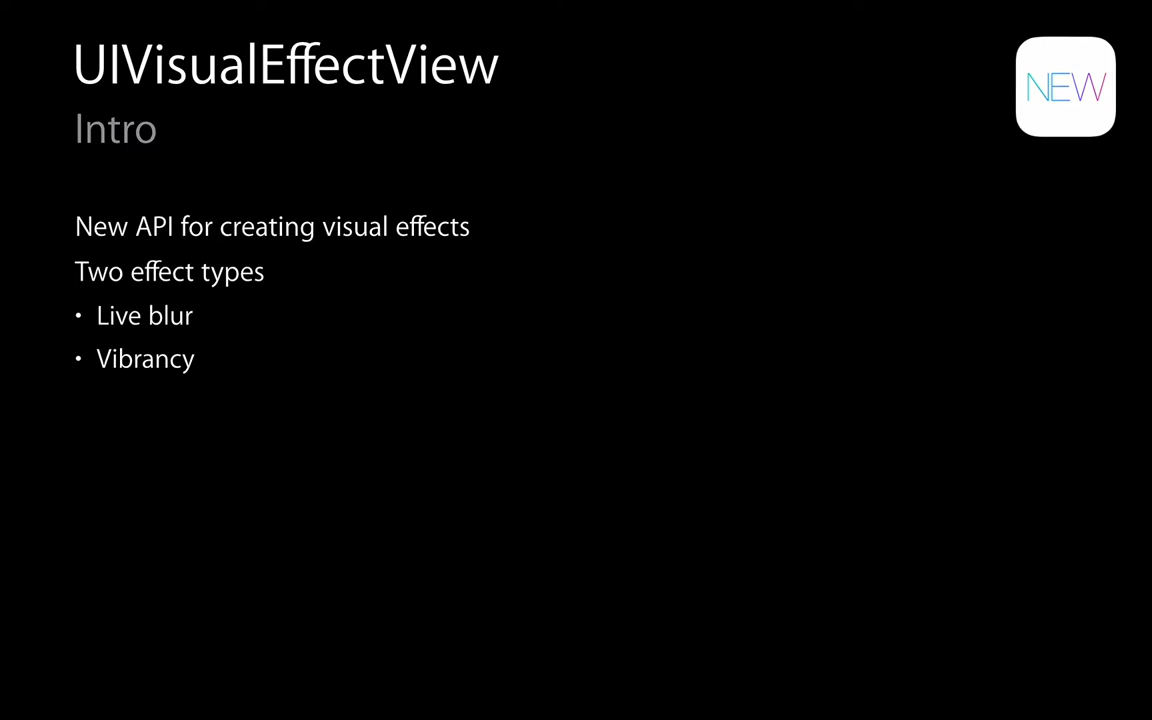 UIVisualEffectView
NEW
Intro
New API for creating visual effects
Two effect types
• Live blur
• Vibrancy